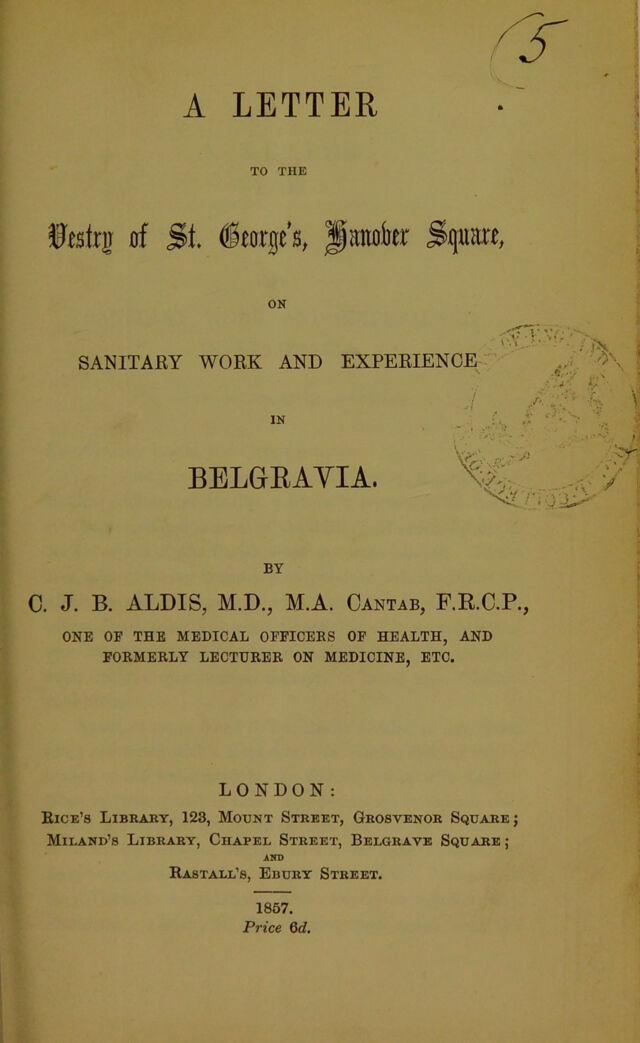 5
A LETTER
TO THE
Vestry of St. George's, Hanover Square,
ON
SANITARY WORK AND EXPERIENCE
IN
BELGRAVIA.
BY
C. J. B. ALDIS, M.D., M.A. CANTAB, F.R.C.P.,
ONE OF THE MEDICAL OFFICERS OF HEALTH, AND
FORMERLY LECTURER ON MEDICINE, ETC.
LONDON:
RICE'S LIBRARY, 123, MOUNT STREET, GROSVENOR SQUARE;
MILAND'S LIBRARY, CHAPEL STREET, BELGRAVE SQUARE;
AND
RASTALL'S, EBURY STREET.
1857.
Price 6d.